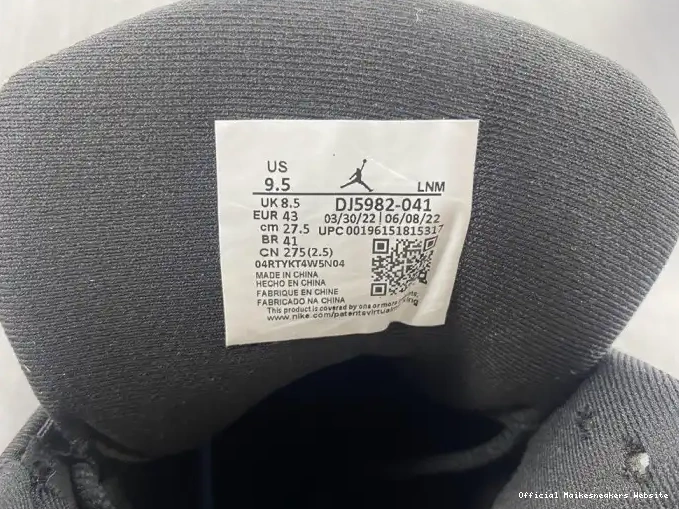 US
9.5
LNM
UK 8.5
DJ5982-041
EUR 43
03/30/22 | 06/08/22
cm 27.5
UPC 00196151815317
BR 41
CN 275(2.5)
04RTYKT4W5N04
MADE IN CHINA
HECHO EN CHINA
FABRIQUE EN CHINE
FABRICADO NA CHINA
This product is covered by one or more
www.nike.com/patentsvirtual
Official Maikesneakers Website